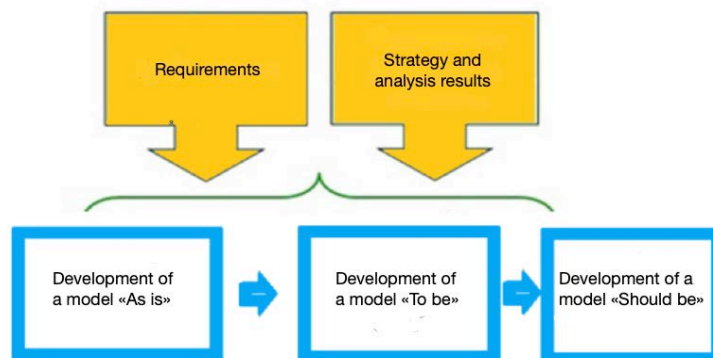 Requirements
Strategy and
analysis results
Development of
a model «As is»
Development of
a model «To be»
Development of a
model «Should be»